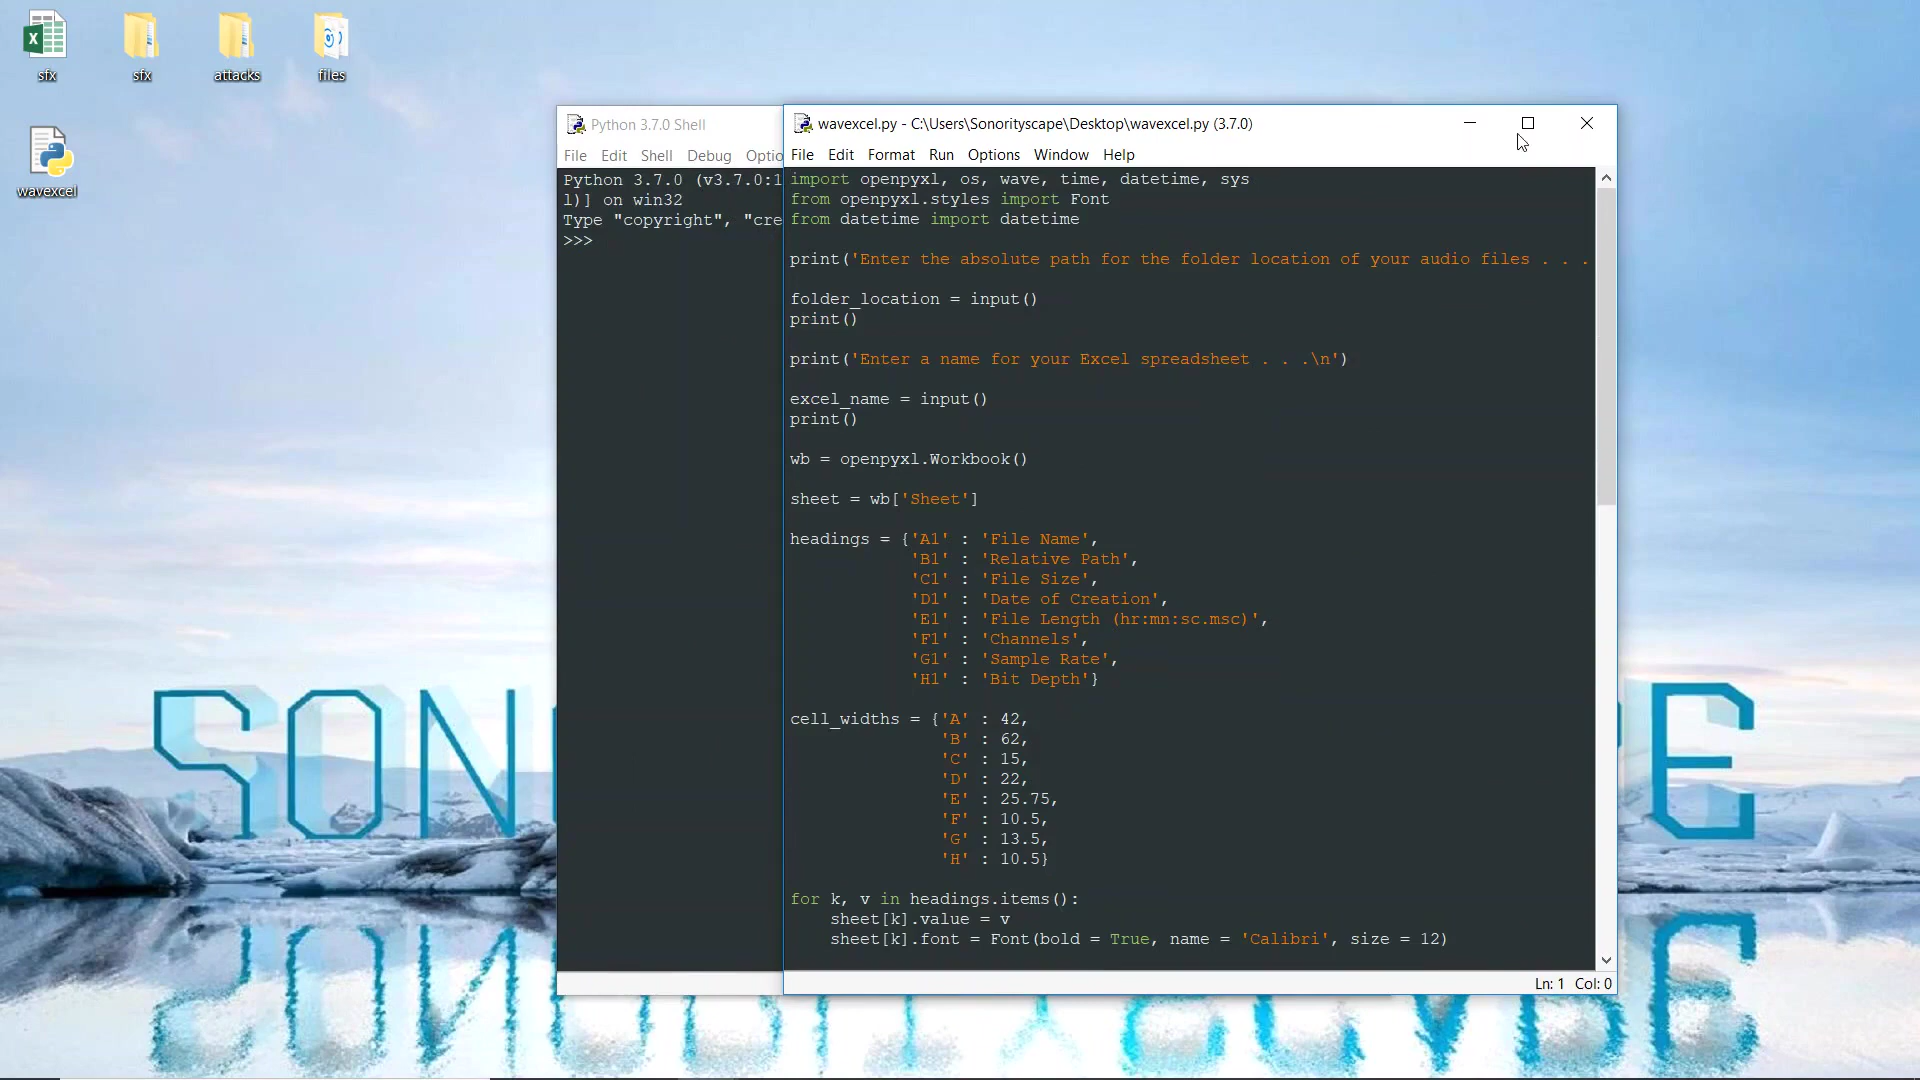 sfx
sfx
attacks
files
wavexcel
Python 3.7.0 Shell
File Edit Shell Debug Optio
Python 3.7.0 (v3.7.0:1
l)] on win32
Type "copyright", "cre
>>>
wavexcel.py - C:\Users\Sonorityscape\Desktop\wavexcel.py (3.7.0)
File Edit Format Run Options Window Help
import openpyxl, os, wave, time, datetime, sys
from openpyxl.styles import Font
from datetime import datetime
print('Enter the absolute path for the folder location of your audio files . . .
folder_location = input()
print()
print('Enter a name for your Excel spreadsheet . . .\n')
excel_name = input()
print()
wb = openpyxl.Workbook()
sheet = wb['Sheet']
headings = {'A1' : 'File Name',
'B1' : 'Relative Path',
'C1' : 'File Size',
'D1' : 'Date of Creation',
'E1' : 'File Length (hr:mn:sc.msc)',
'F1' : 'Channels',
'G1' : 'Sample Rate',
'H1' : 'Bit Depth'}
cell_widths = {'A' : 42,
'B' : 62,
'C' : 15,
'D' : 22,
'E' : 25.75,
'F' : 10.5,
'G' : 13.5,
'H' : 10.5}
for k, v in headings.items():
sheet[k].value = v
sheet[k].font = Font(bold = True, name = 'Calibri', size = 12)
Ln: 1 Col: 0
SON
PE